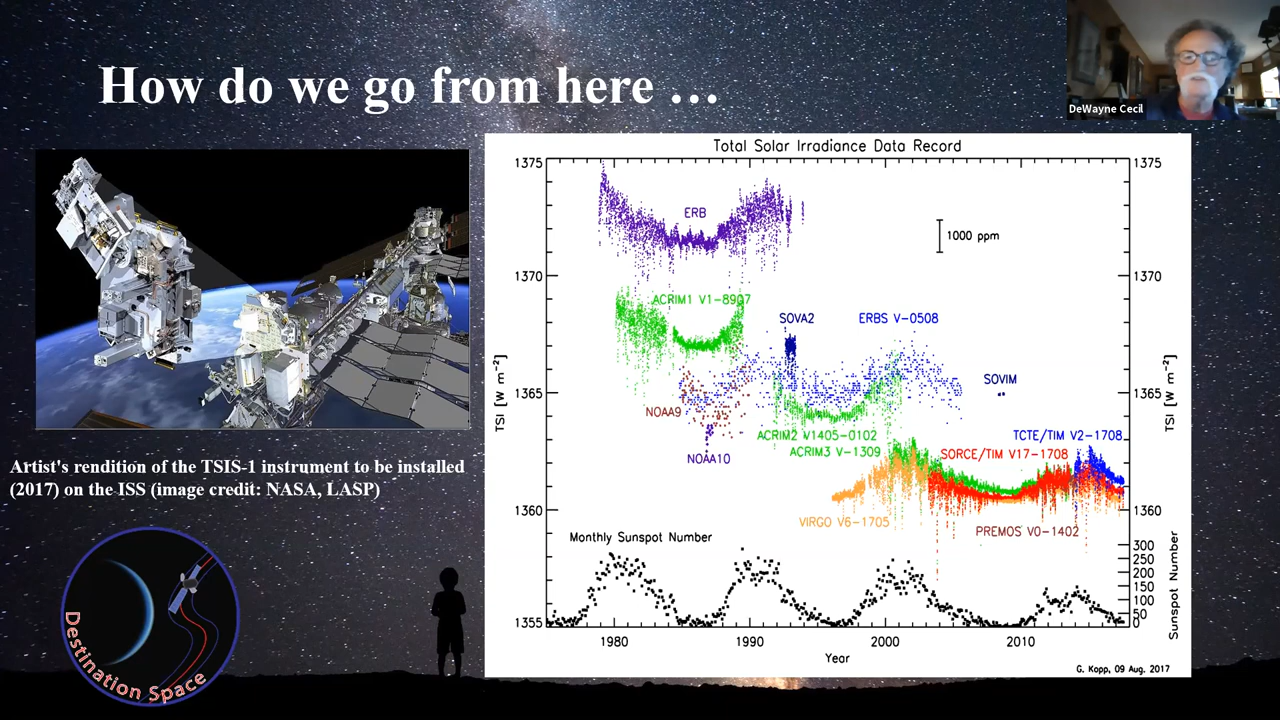 How do we go from here …
DeWayne Cecil
Total Solar Irradiance Data Record
1375
1375
ERB
1000 ppm
1370
1370
ACRIM1 V1-8907
SOVA2
ERBS V-0508
TSI [W m⁻²]
TSI [W m⁻²]
SOVIM
1365
1365
NOAA9
ACRIM2 V1405-0102
TCTE/TIM V2-1708
ACRIM3 V-1309
SORCE/TIM V17-1708
NOAA10
1360
1360
VIRGO V6-1705
PREMOS V0-1402
Monthly Sunspot Number
300
250
200
150
100
50
0
Sunspot Number
1355
1980
1990
2000
2010
Year
G. Kopp, 09 Aug. 2017
Artist's rendition of the TSIS-1 instrument to be installed
(2017) on the ISS (image credit: NASA, LASP)
Destination Space